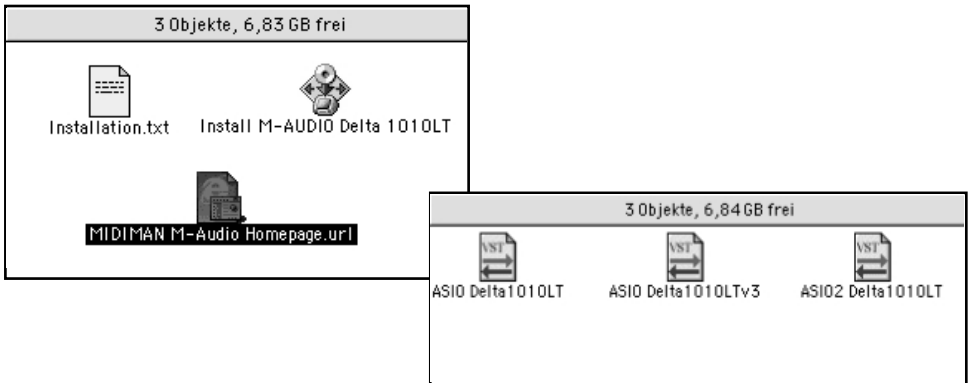 3 Objekte, 6,83 GB frei
Installation.txt
Install M-AUDIO Delta 1010LT
MIDIMAN M-Audio Homepage.url
3 Objekte, 6,84 GB frei
VST
VST
VST
ASIO Delta1010LT
ASIO Delta1010LTv3
ASIO2 Delta1010LT